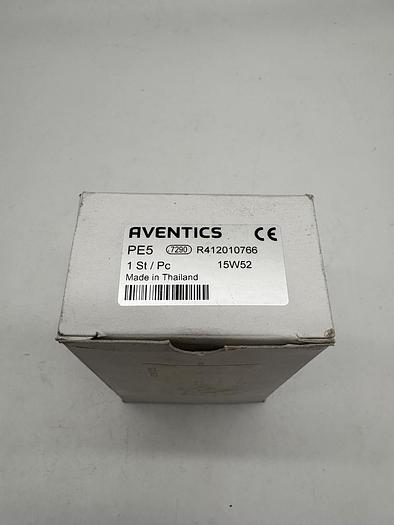 AVENTICS CE
PE5 7290 R412010766
1 St / Pc 15W52
Made in Thailand